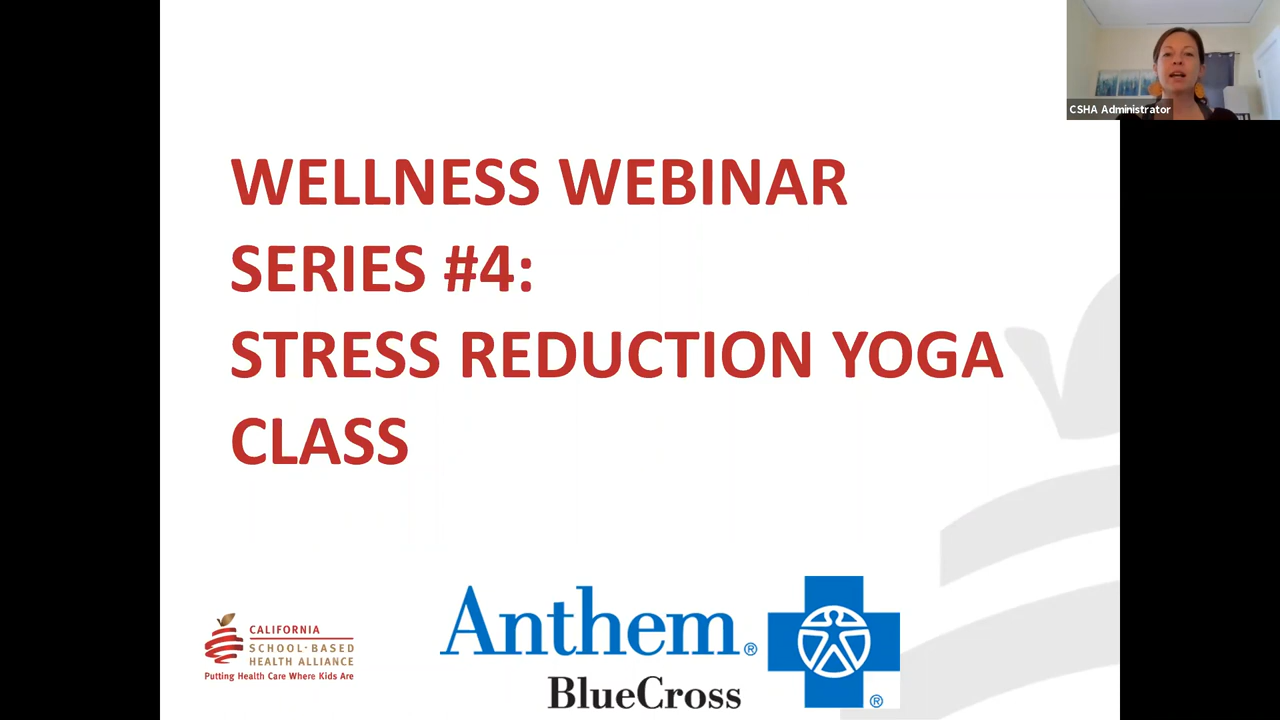 CSHA Administrator
WELLNESS WEBINAR
SERIES #4:
STRESS REDUCTION YOGA
CLASS
CALIFORNIA
SCHOOL·BASED
HEALTH ALLIANCE
Putting Health Care Where Kids Are
Anthem®
BlueCross
®